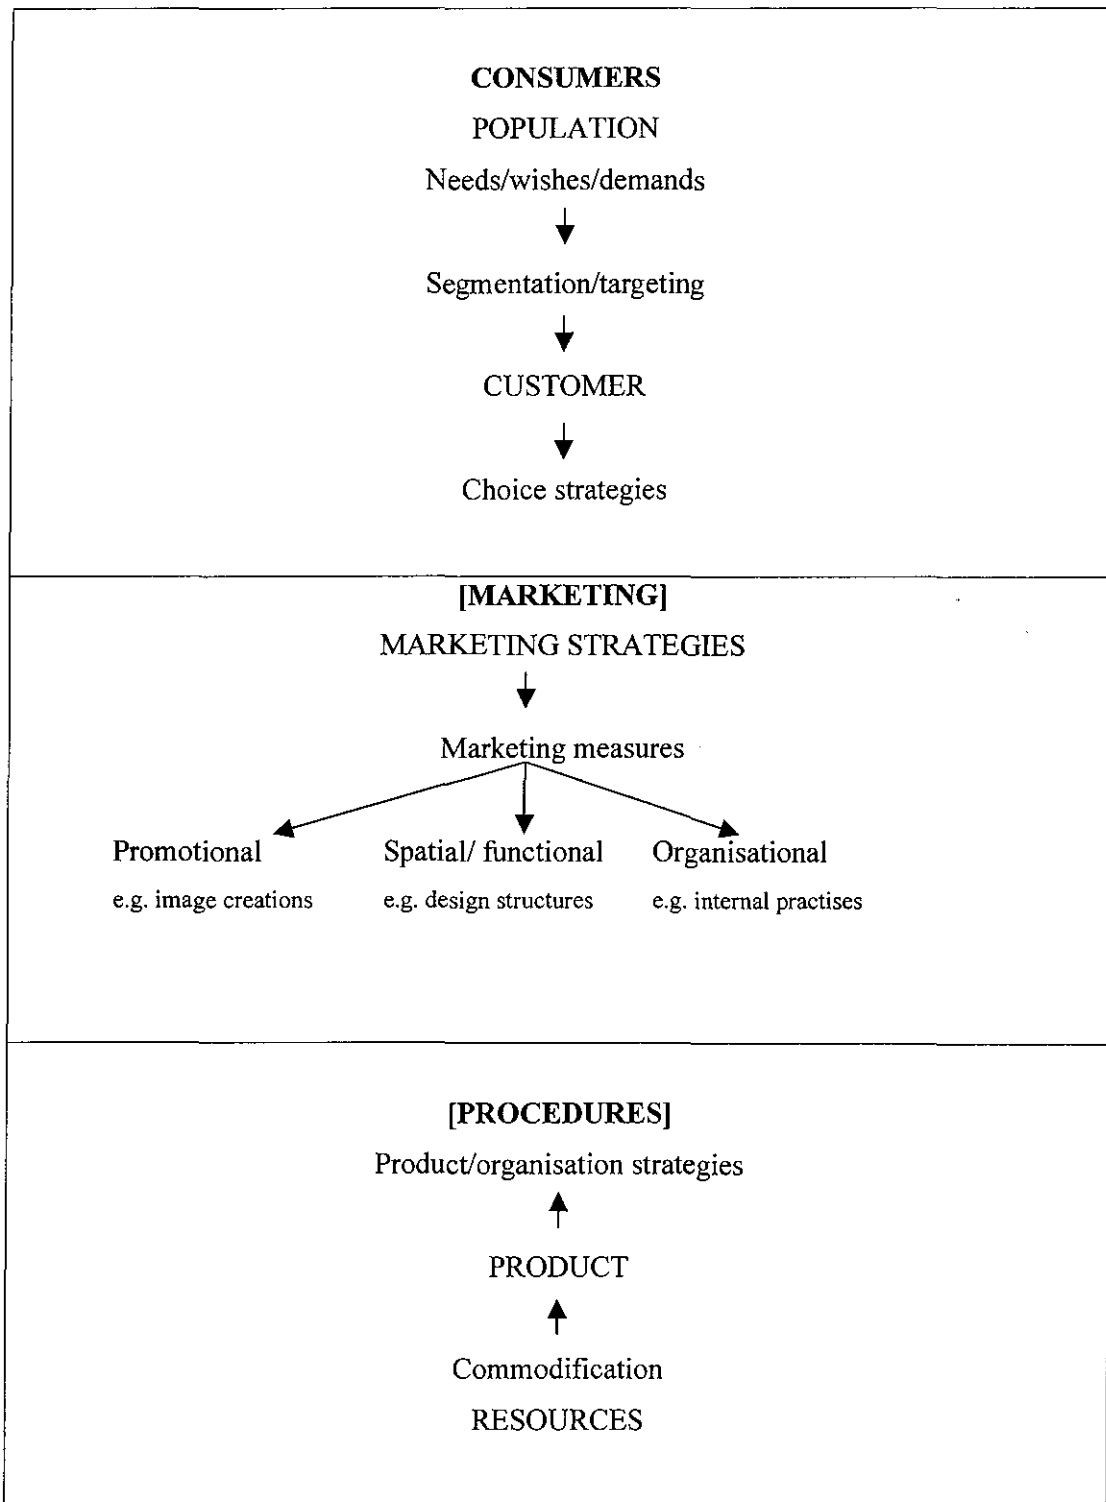 CONSUMERS
POPULATION
Needs/wishes/demands
Segmentation/targeting
CUSTOMER
Choice strategies
[MARKETING]
MARKETING STRATEGIES
Marketing measures
Promotional Spatial/ functional Organisational
e.g. image creations e.g. design structures e.g. internal practises
[PROCEDURES]
Product/organisation strategies
PRODUCT
Commodification
RESOURCES